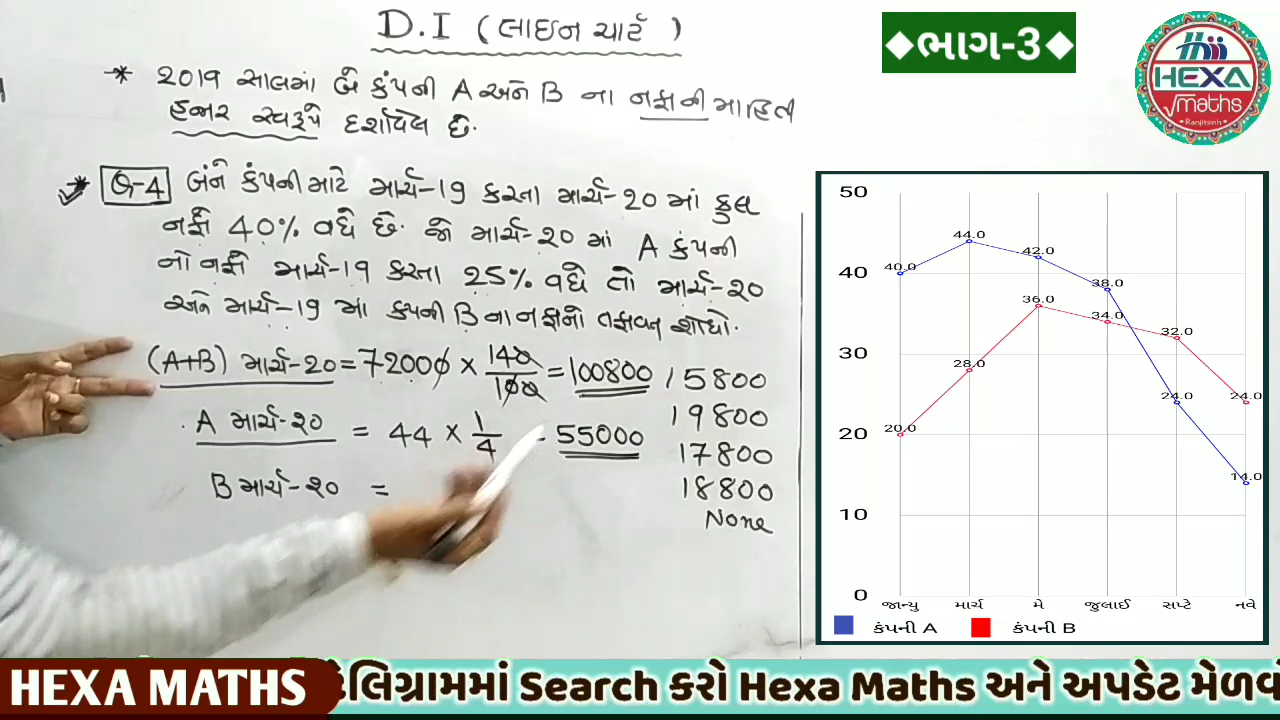 D.I ( લાઇન ચાર્ટ )
◆ભાગ-3◆
HEXA
maths
Ranjitsinh
* 2019 સાલમાં બે કંપની A અને B ના નફાની માહિતી
હજાર સ્વરૂપે દર્શાવેલ છે.
* Q-4 બંને કંપની માટે માર્ચ-19 કરતા માર્ચ-20 માં કુલ
નફો 40% વધે છે. જો માર્ચ-20 માં A કંપની
નો નફો માર્ચ-19 કરતા 25% વધે તો માર્ચ-20
અને માર્ચ-19 માં કંપની B ના નફાનો તફાવત શોધો.
(A+B) માર્ચ-20 = 72000 × 140/100 = 100800
A માર્ચ-20 = 44 × 1/4 = 55000
B માર્ચ-20 =
15800
19800
17800
18800
None
50
40
30
20
10
0
40.0 44.0 42.0 38.0 24.0 14.0
20.0 28.0 36.0 34.0 32.0 24.0
જાન્યુ માર્ચ મે જુલાઈ સપ્ટે નવે
કંપની A કંપની B
HEXA MATHS
ટેલિગ્રામમાં Search કરો Hexa Maths અને અપડેટ મેળવો